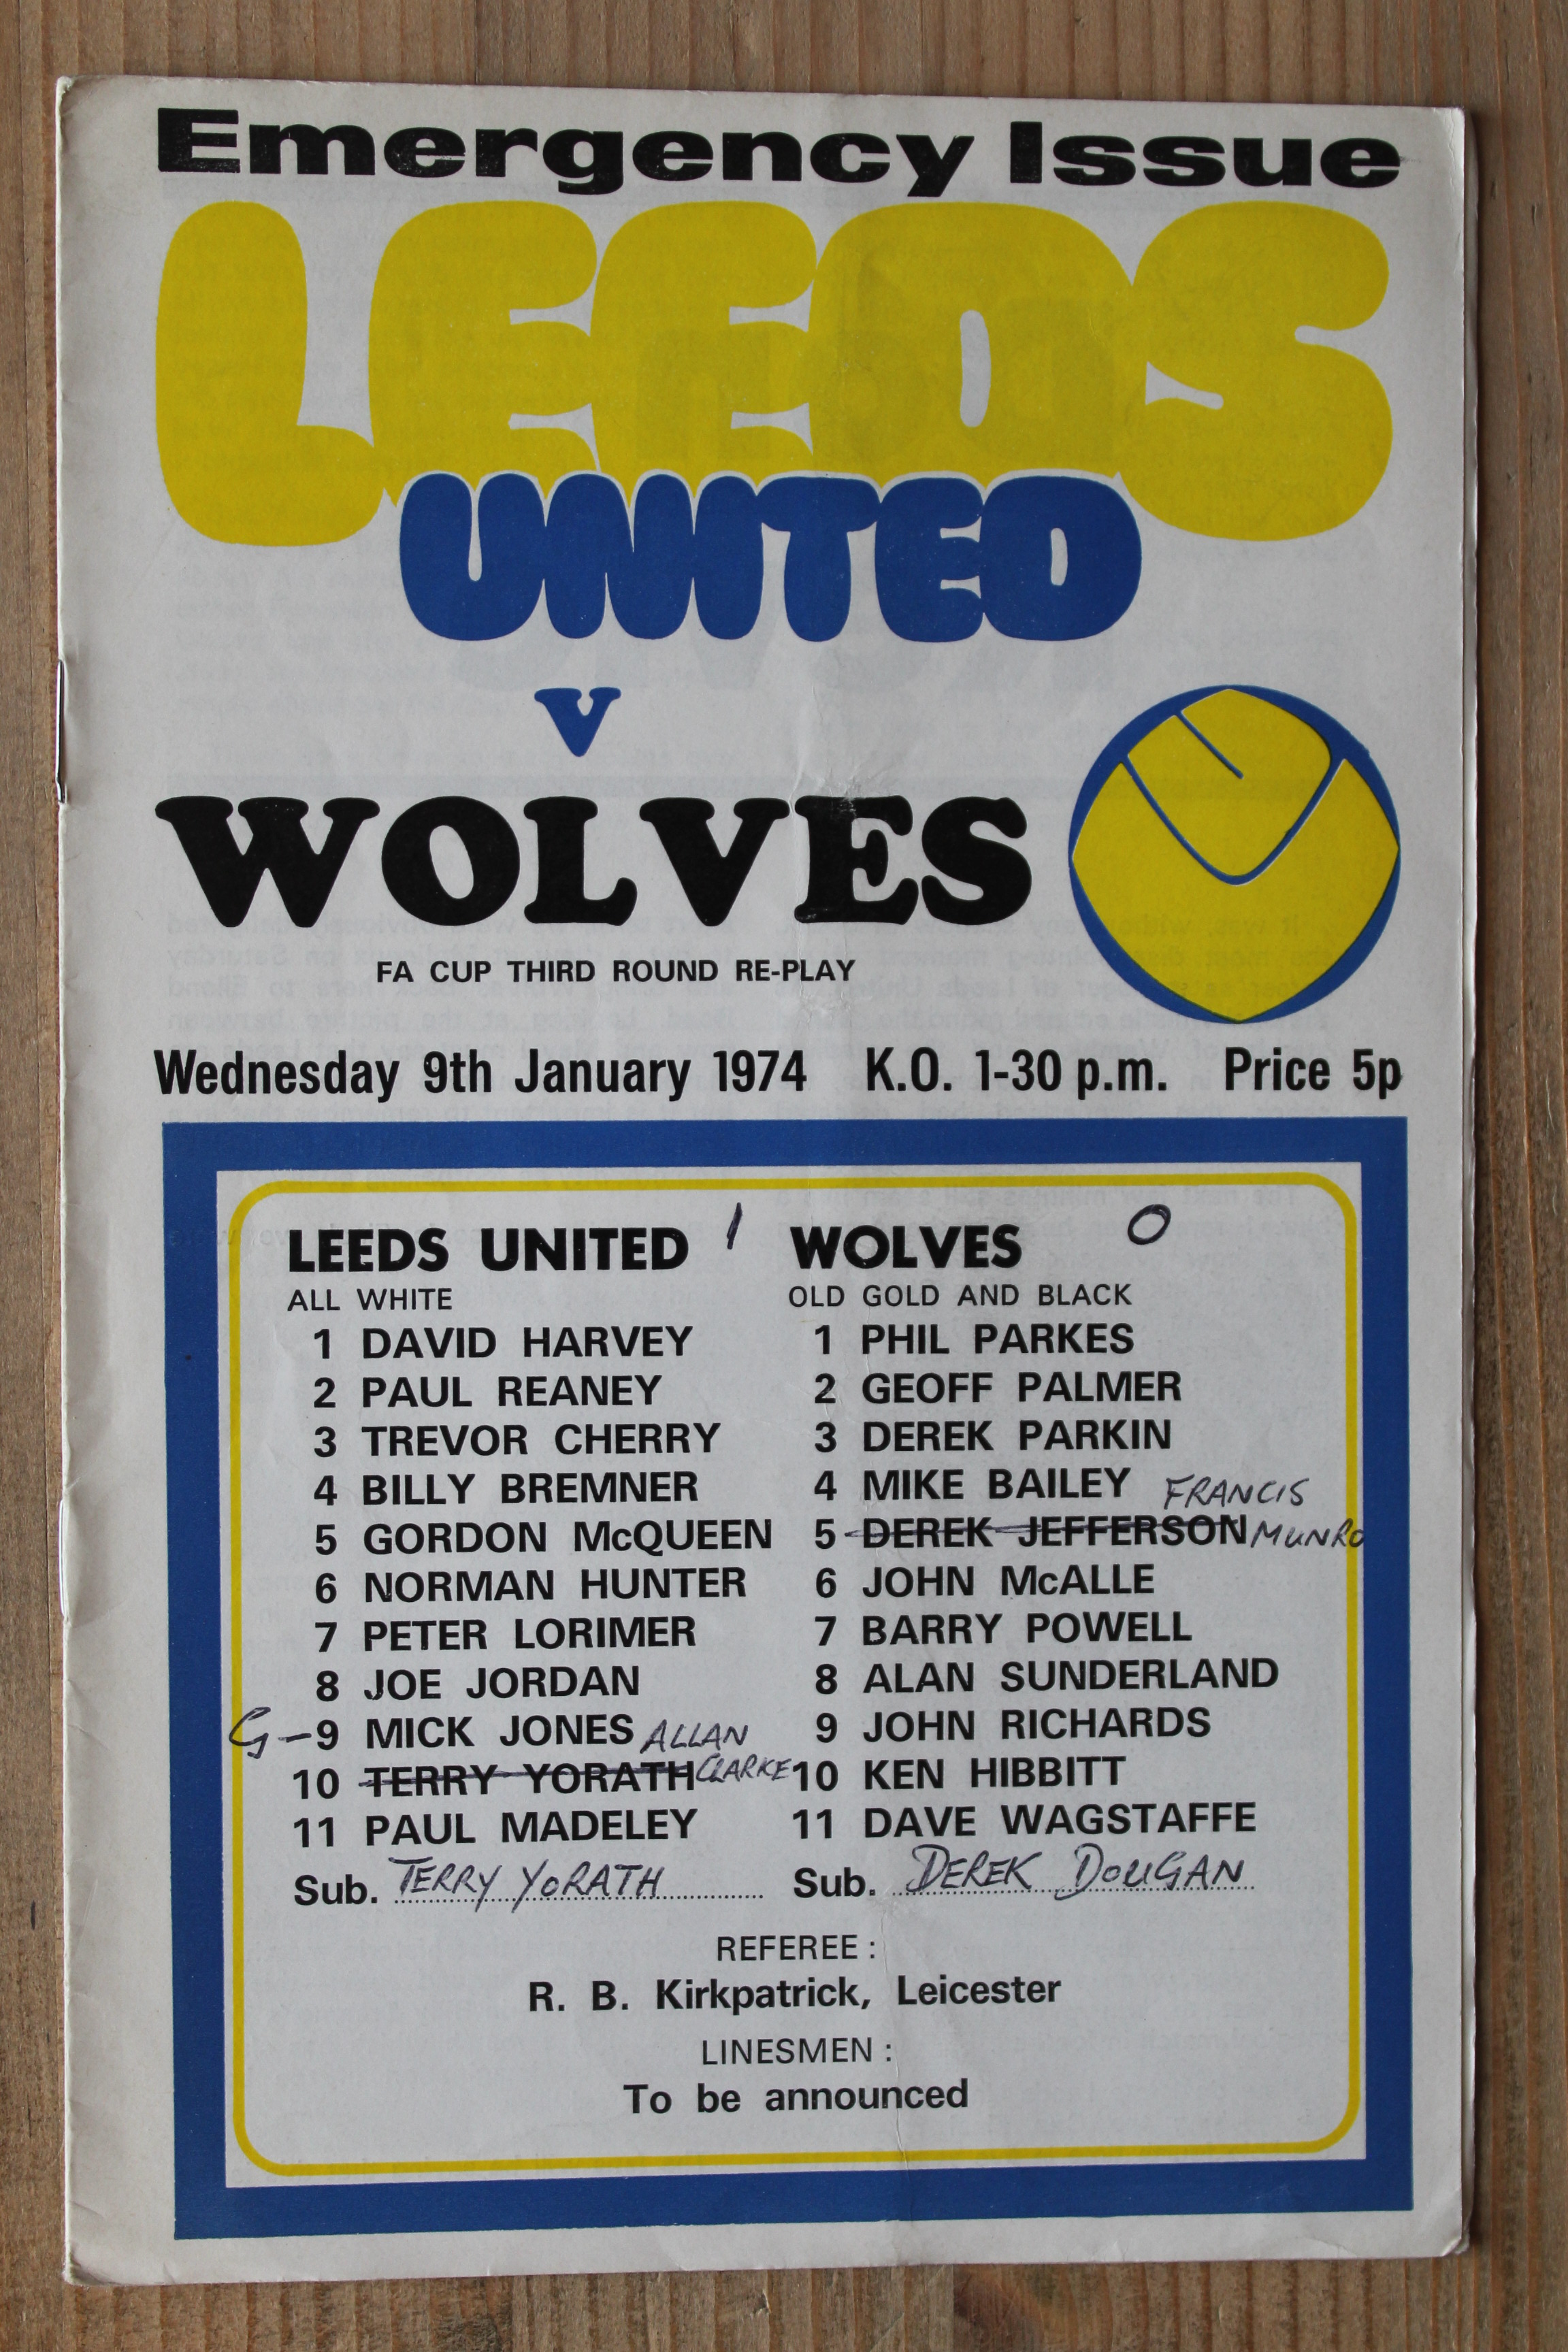 Emergency Issue
LEEDS
UNITED
v
WOLVES
FA CUP THIRD ROUND RE-PLAY
Wednesday 9th January 1974 K.O. 1-30 p.m. Price 5p
LEEDS UNITED 1 WOLVES 0
ALL WHITE OLD GOLD AND BLACK
1 DAVID HARVEY 1 PHIL PARKES
2 PAUL REANEY 2 GEOFF PALMER
3 TREVOR CHERRY 3 DEREK PARKIN
4 BILLY BREMNER 4 MIKE BAILEY FRANCIS
5 GORDON McQUEEN 5 DEREK JEFFERSON MUNRO
6 NORMAN HUNTER 6 JOHN McALLE
7 PETER LORIMER 7 BARRY POWELL
8 JOE JORDAN 8 ALAN SUNDERLAND
G-9 MICK JONES ALLAN 9 JOHN RICHARDS
10 TERRY YORATH CLARKE 10 KEN HIBBITT
11 PAUL MADELEY 11 DAVE WAGSTAFFE
Sub. TERRY YORATH Sub. DEREK DOUGAN
REFEREE :
R. B. Kirkpatrick, Leicester
LINESMEN :
To be announced